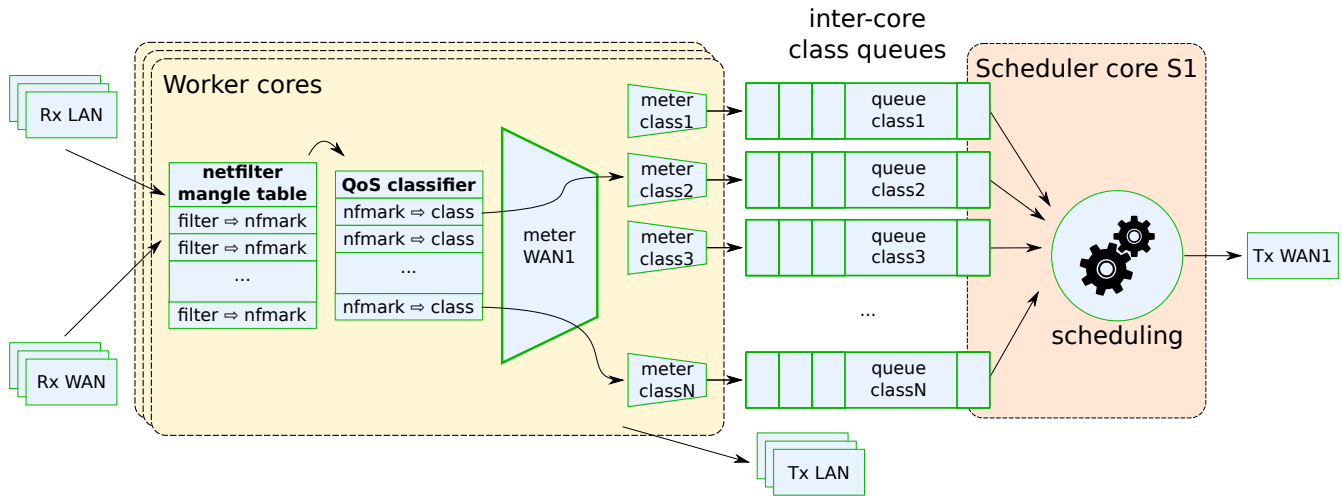 inter-core
class queues
Worker cores
Scheduler core S1
Rx LAN
Rx WAN
netfilter
mangle table
filter ⇨ nfmark
filter ⇨ nfmark
...
filter ⇨ nfmark
QoS classifier
nfmark ⇨ class
nfmark ⇨ class
...
nfmark ⇨ class
meter
WAN1
meter
class1
meter
class2
meter
class3
meter
classN
queue
class1
queue
class2
queue
class3
...
queue
classN
scheduling
Tx WAN1
Tx LAN